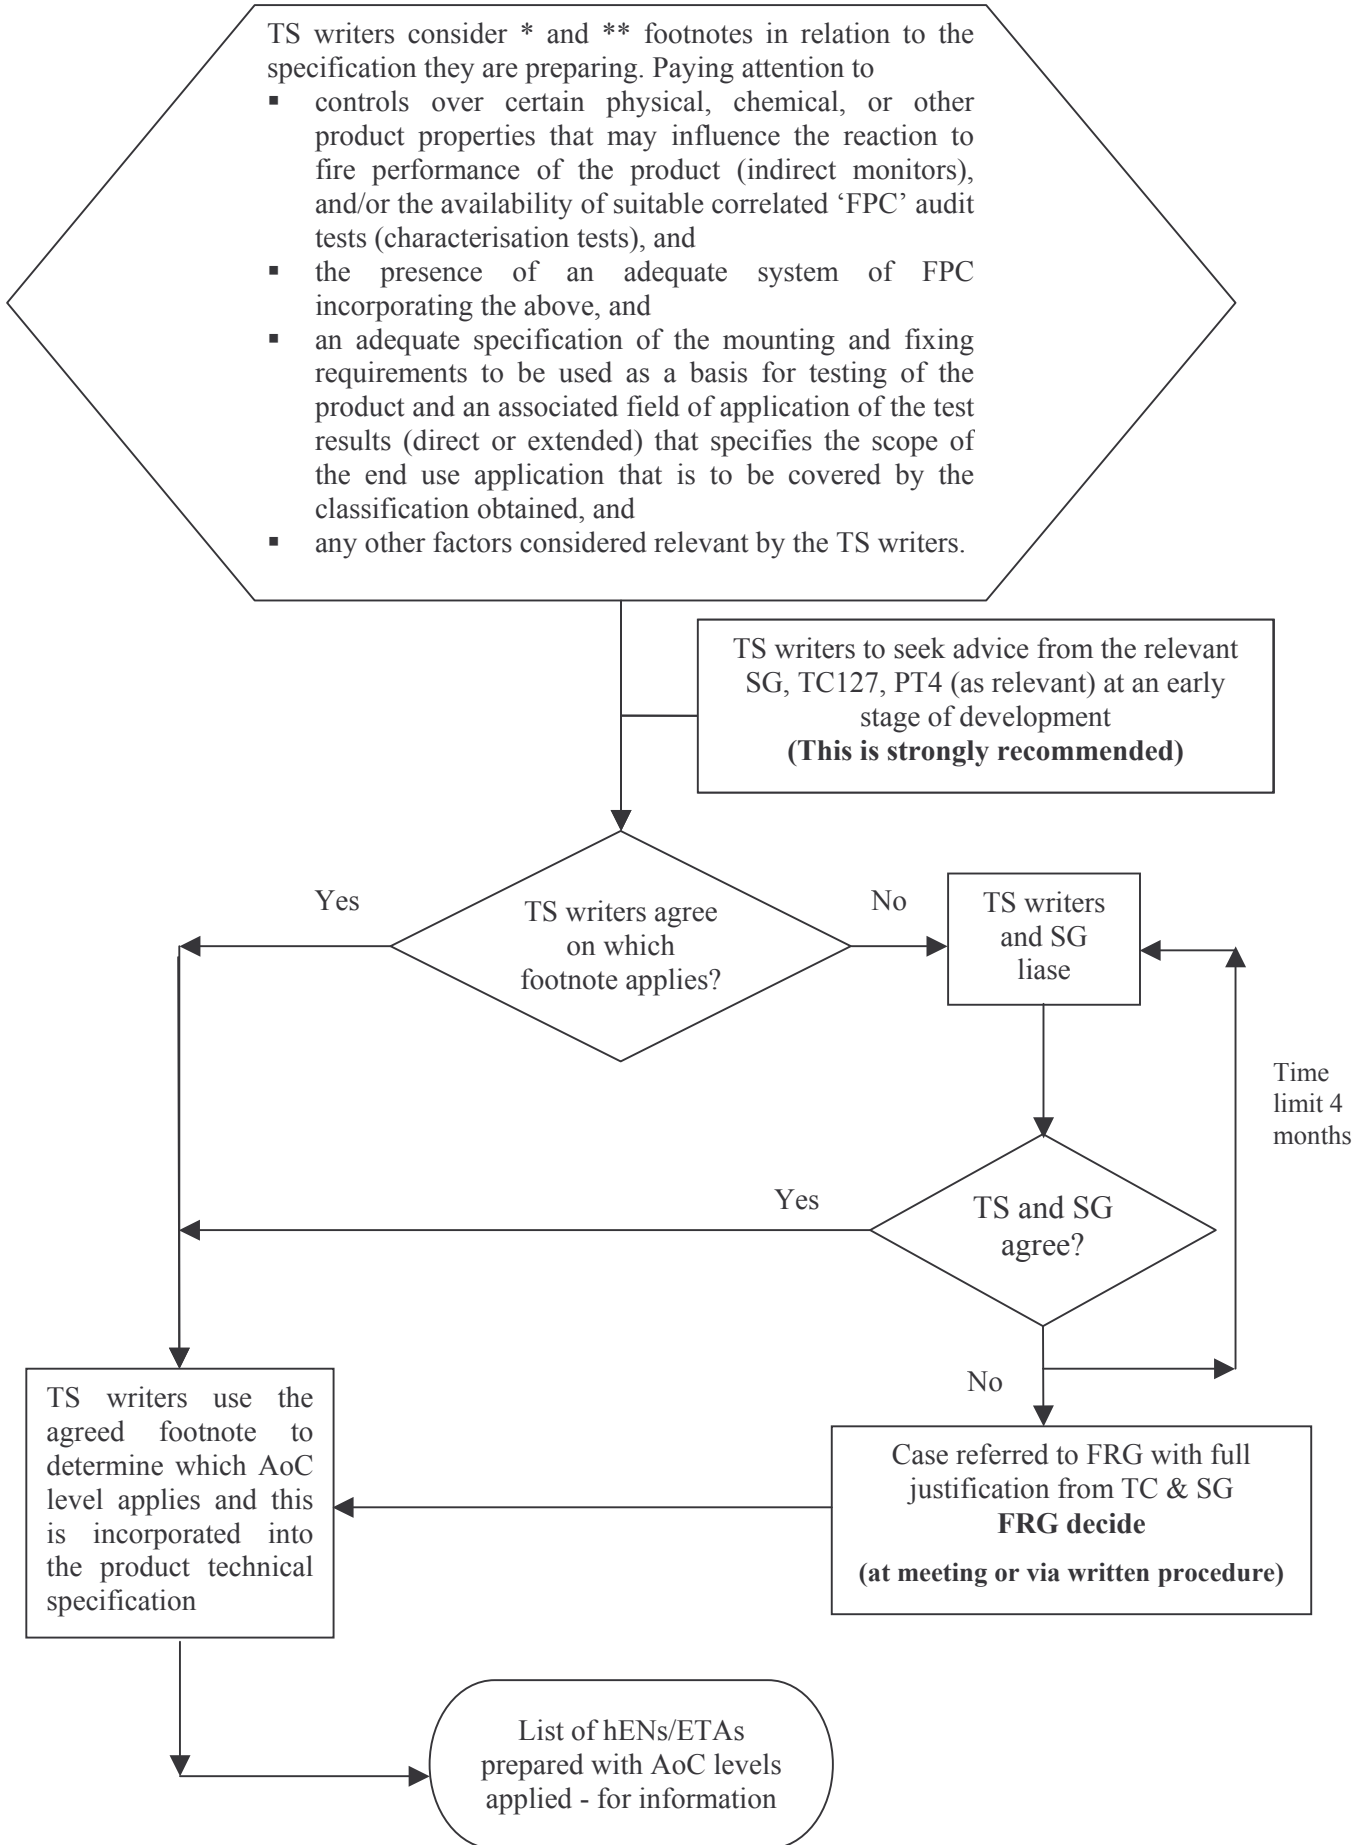 TS writers consider * and ** footnotes in relation to the
specification they are preparing. Paying attention to
▪ controls over certain physical, chemical, or other
product properties that may influence the reaction to
fire performance of the product (indirect monitors),
and/or the availability of suitable correlated ‘FPC’ audit
tests (characterisation tests), and
▪ the presence of an adequate system of FPC
incorporating the above, and
▪ an adequate specification of the mounting and fixing
requirements to be used as a basis for testing of the
product and an associated field of application of the test
results (direct or extended) that specifies the scope of
the end use application that is to be covered by the
classification obtained, and
▪ any other factors considered relevant by the TS writers.
TS writers to seek advice from the relevant
SG, TC127, PT4 (as relevant) at an early
stage of development
(This is strongly recommended)
Yes
TS writers agree
on which
footnote applies?
No
TS writers
and SG
liase
Time
limit 4
months
Yes
TS and SG
agree?
No
TS writers use the
agreed footnote to
determine which AoC
level applies and this
is incorporated into
the product technical
specification
Case referred to FRG with full
justification from TC & SG
FRG decide
(at meeting or via written procedure)
List of hENs/ETAs
prepared with AoC levels
applied - for information